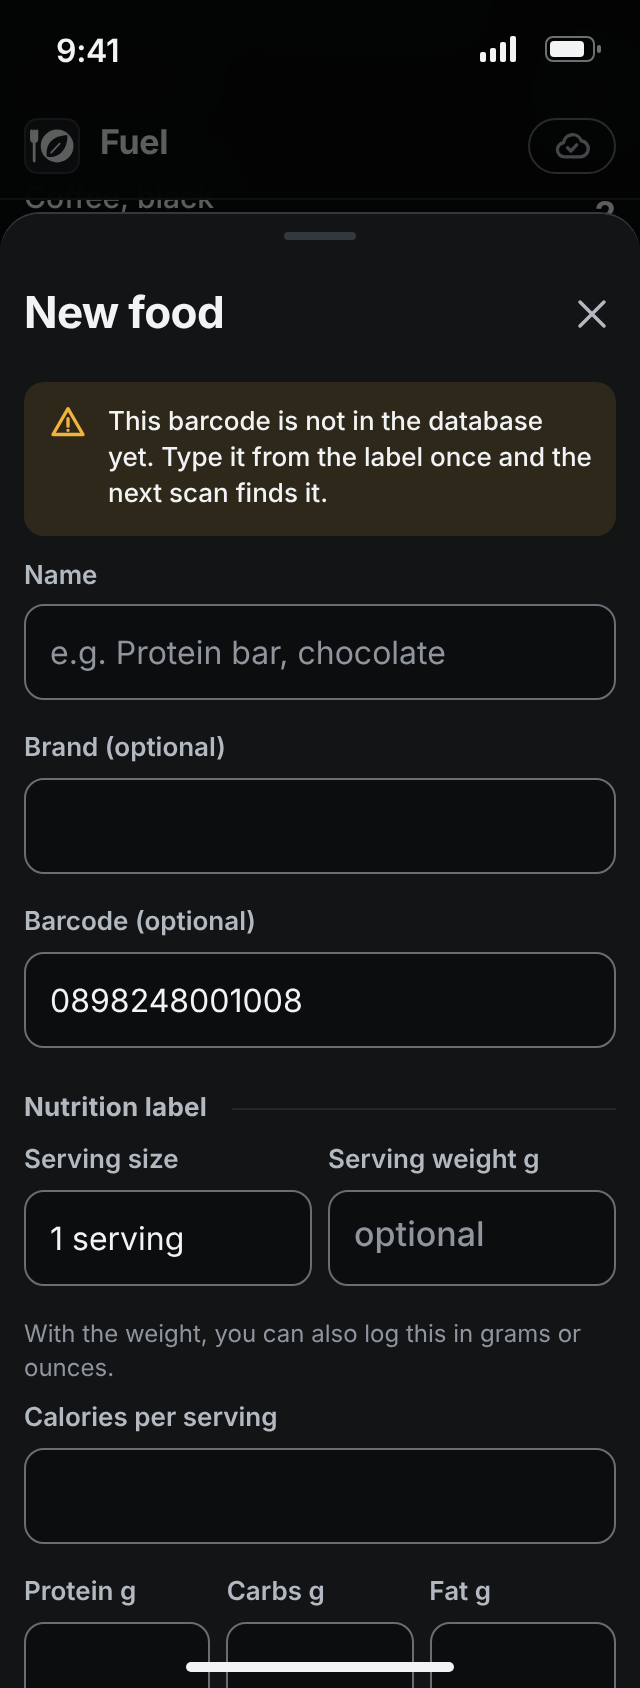 9:41
Fuel
Coffee, black
New food
This barcode is not in the database
yet. Type it from the label once and the
next scan finds it.
Name
e.g. Protein bar, chocolate
Brand (optional)
Barcode (optional)
0898248001008
Nutrition label
Serving size
Serving weight g
1 serving
optional
With the weight, you can also log this in grams or
ounces.
Calories per serving
Protein g
Carbs g
Fat g